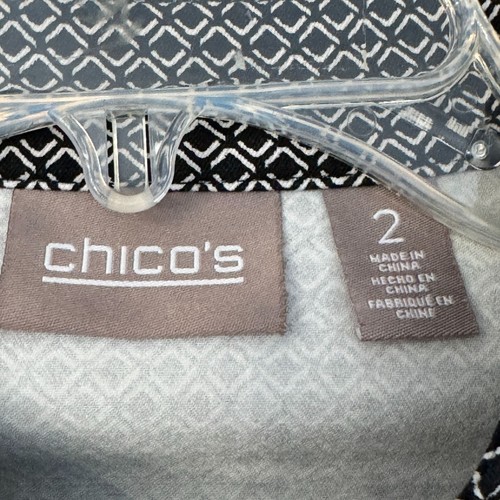 chico's
2
MADE IN
CHINA
HECHO EN
CHINA
FABRIQUÉ EN
CHINE